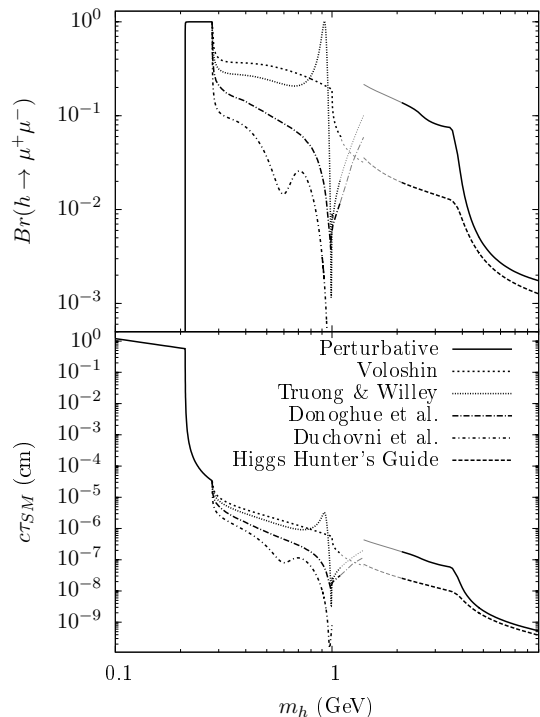 10^0
10^{-1}
10^{-2}
10^{-3}
Br(h → μ^+μ^-)
10^0
10^{-1}
10^{-2}
10^{-3}
10^{-4}
10^{-5}
10^{-6}
10^{-7}
10^{-8}
10^{-9}
cτ_{SM} (cm)
Perturbative
Voloshin
Truong & Willey
Donoghue et al.
Duchovni et al.
Higgs Hunter's Guide
0.1 1
m_h (GeV)